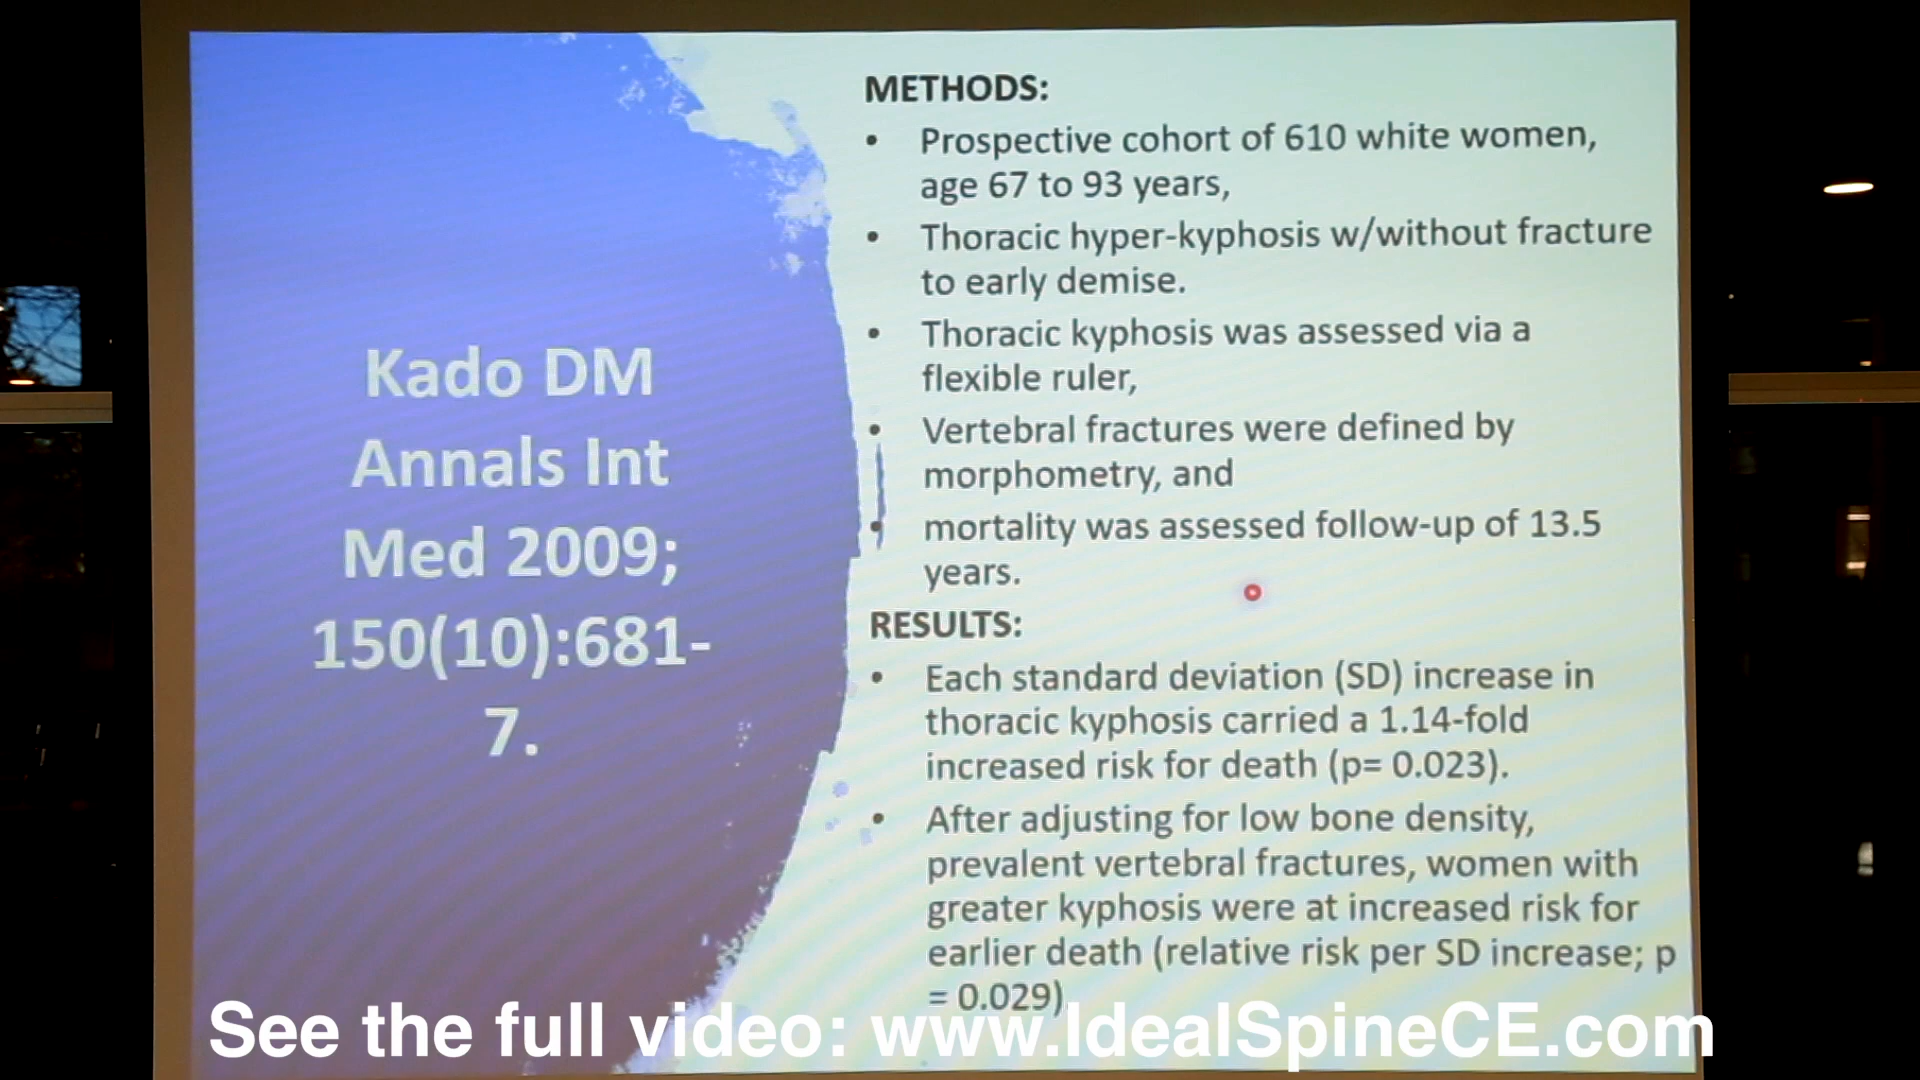 Kado DM
Annals Int
Med 2009;
150(10):681-
7.
METHODS:
• Prospective cohort of 610 white women,
age 67 to 93 years,
• Thoracic hyper-kyphosis w/without fracture
to early demise.
• Thoracic kyphosis was assessed via a
flexible ruler,
• Vertebral fractures were defined by
morphometry, and
• mortality was assessed follow-up of 13.5
years.
RESULTS:
• Each standard deviation (SD) increase in
thoracic kyphosis carried a 1.14-fold
increased risk for death (p= 0.023).
• After adjusting for low bone density,
prevalent vertebral fractures, women with
greater kyphosis were at increased risk for
earlier death (relative risk per SD increase; p
= 0.029)
See the full video: www.IdealSpineCE.com